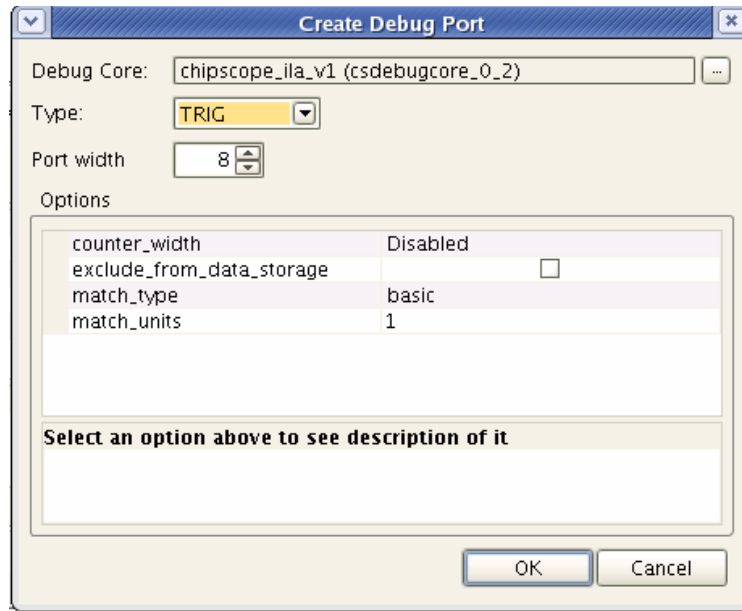 Create Debug Port
Debug Core: chipscope_ila_v1 (csdebugcore_0_2) ...
Type: TRIG
Port width 8
Options
counter_width Disabled
exclude_from_data_storage
match_type basic
match_units 1
Select an option above to see description of it
OK Cancel